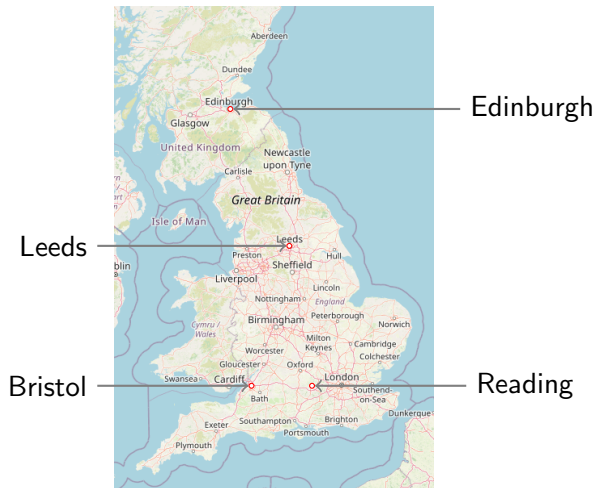 Aberdeen
Dundee
Edinburgh
Edinburgh
Glasgow
United Kingdom
Newcastle
upon Tyne
Carlisle
Great Britain
Isle of Man
Leeds
Leeds
Preston
Hull
blin
Liverpool
Sheffield
Lincoln
Nottingham
England
Peterborough
Norwich
Cymru /
Wales
Birmingham
Milton
Keynes
Cambridge
Worcester
Colchester
Gloucester
Oxford
Swansea
Cardiff
London
Bristol
Reading
Bath
Southend-
on-Sea
Southampton
Brighton
Dunkerque
Exeter
Portsmouth
Plymouth